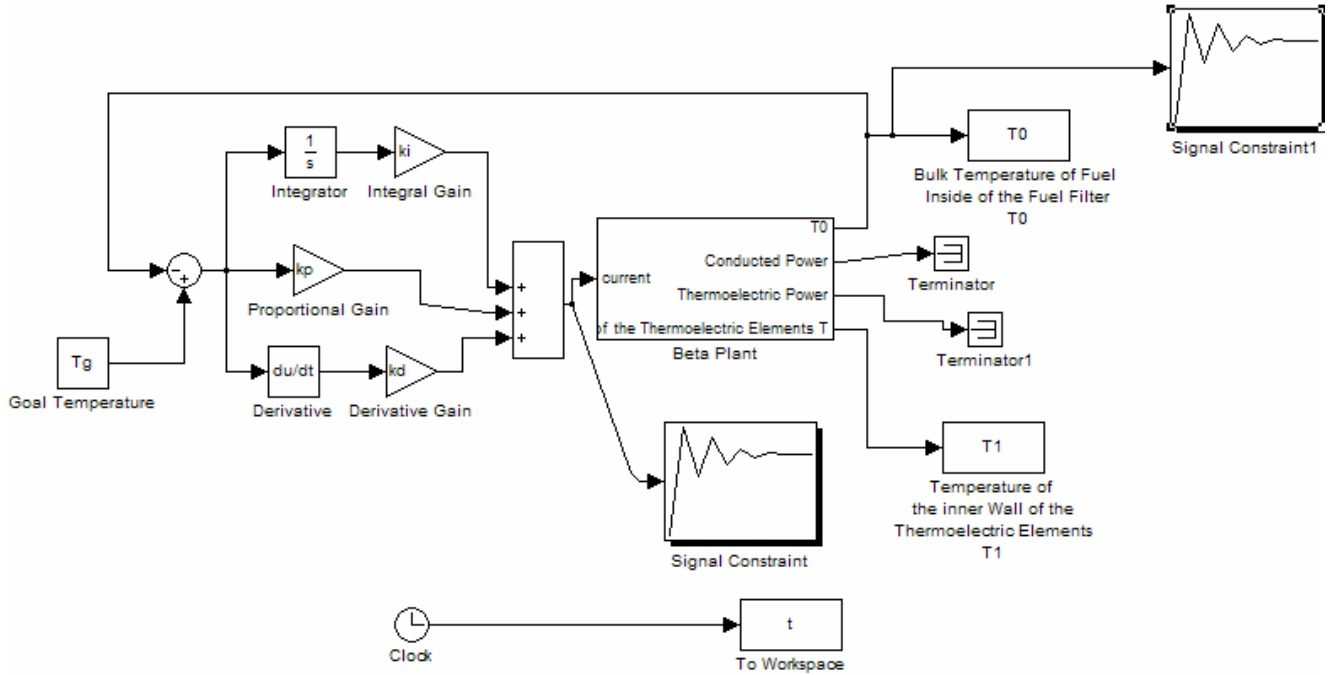 Signal Constraint1
T0
Bulk Temperature of Fuel
Inside of the Fuel Filter
T0
1
s
Integrator
ki
Integral Gain
kp
Proportional Gain
Tg
Goal Temperature
du/dt
Derivative
kd
Derivative Gain
-
+
+
+
+
current
T0
Conducted Power
Thermoelectric Power
of the Thermoelectric Elements T
Beta Plant
Terminator
Terminator1
T1
Temperature of
the inner Wall of the
Thermoelectric Elements
T1
Signal Constraint
Clock
t
To Workspace